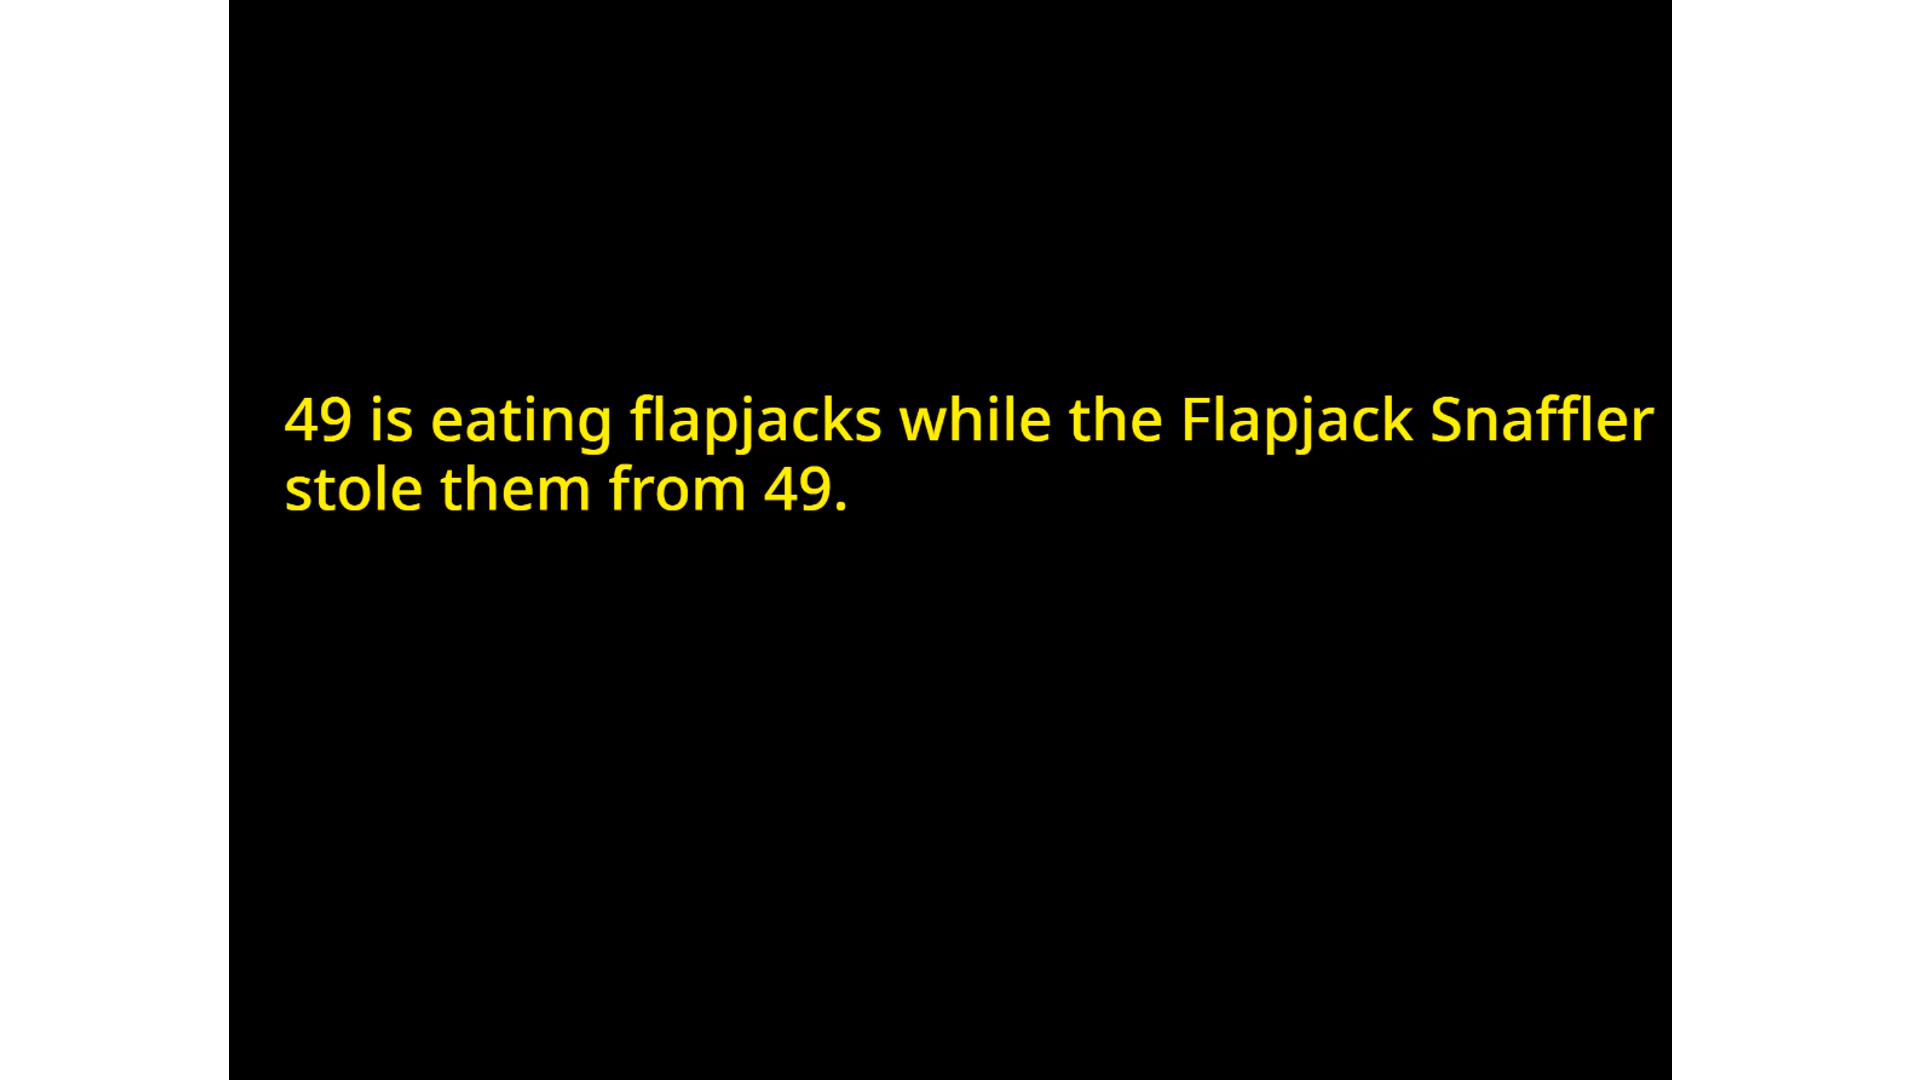 49 is eating flapjacks while the Flapjack Snaffler
stole them from 49.